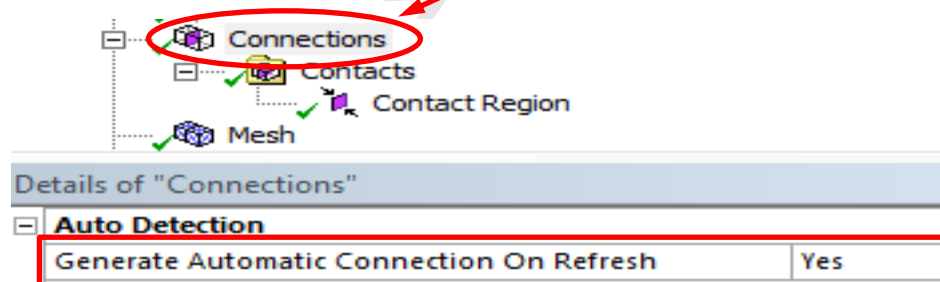 Connections
Contacts
Contact Region
Mesh
Details of "Connections"
Auto Detection
Generate Automatic Connection On Refresh Yes